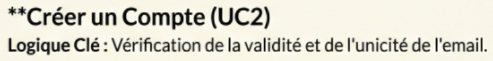 **Créer un Compte (UC2)
Logique Clé : Vérification de la validité et de l'unicité de l'email.